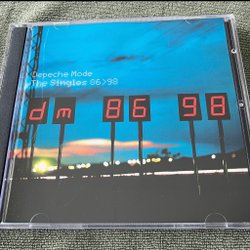 Depeche Mode
The Singles 86>98
dm 86 98